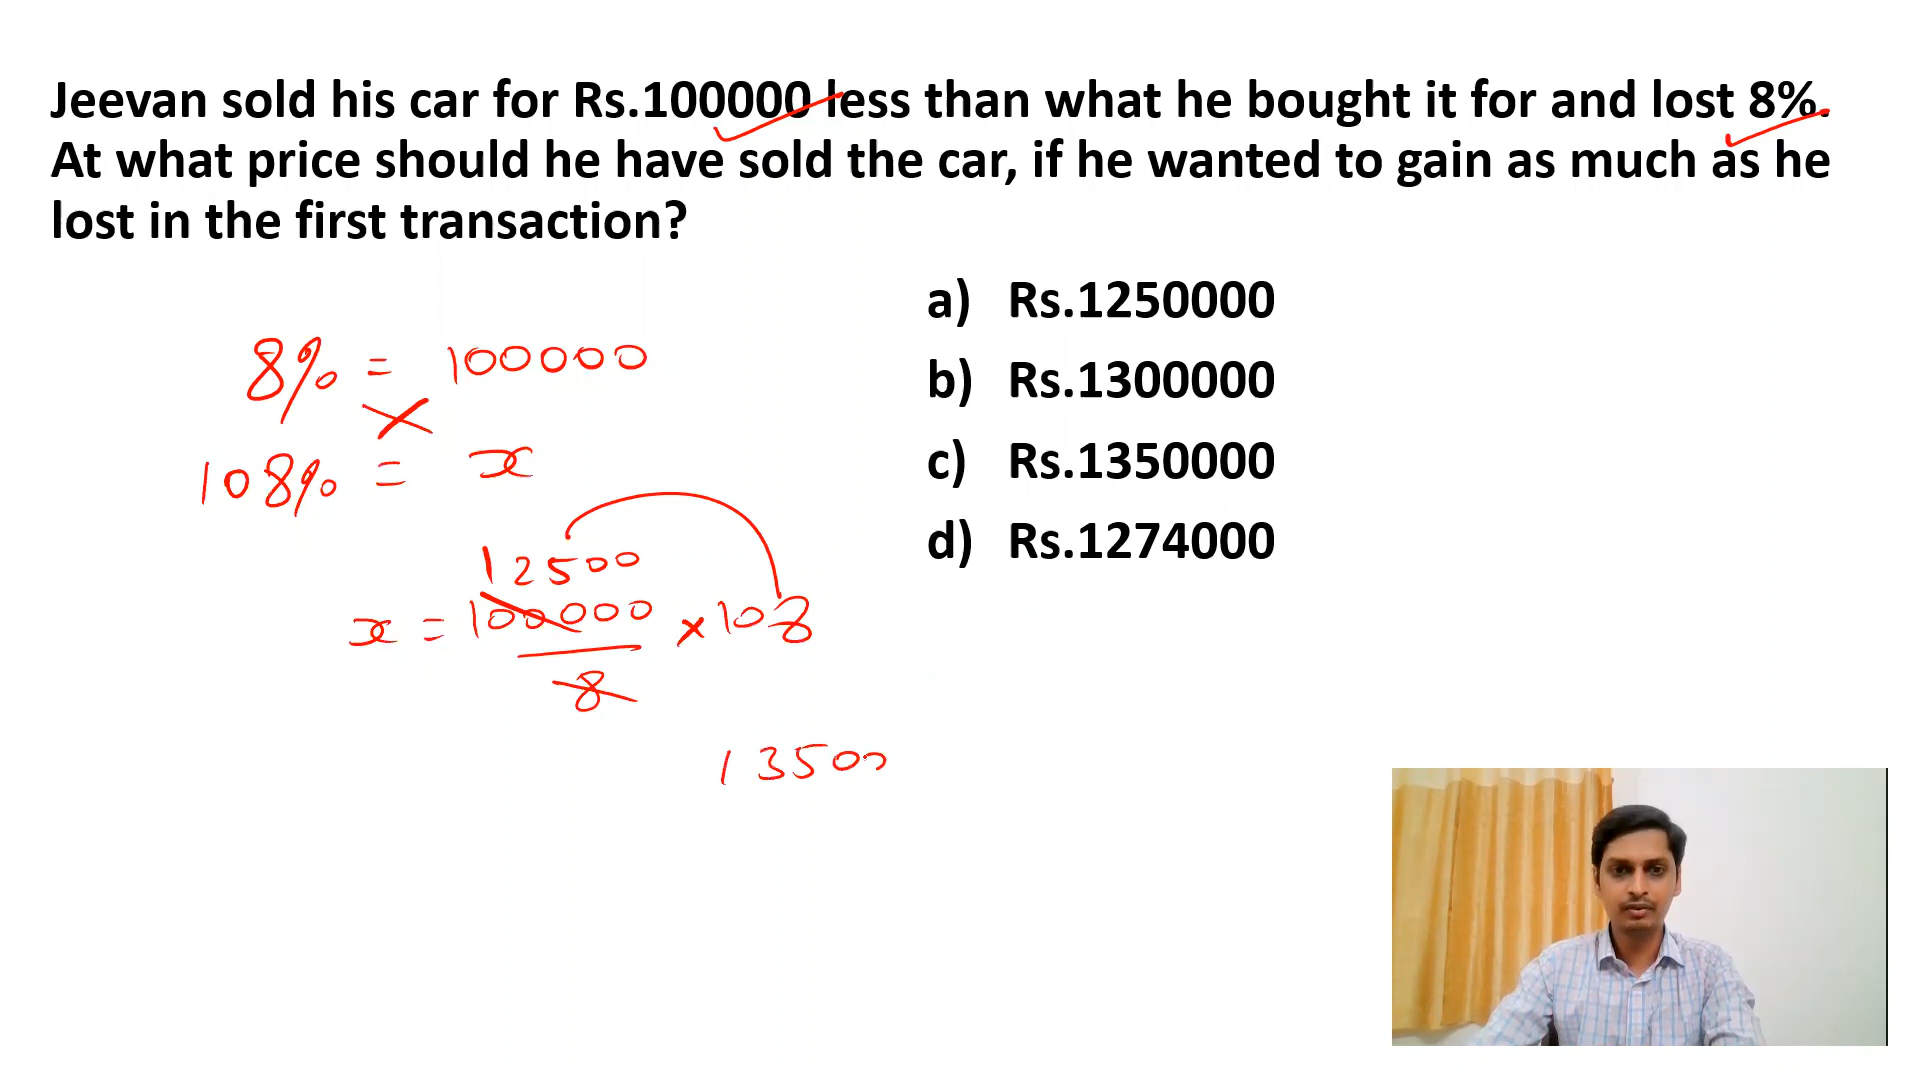 Jeevan sold his car for Rs.100000 less than what he bought it for and lost 8%.
At what price should he have sold the car, if he wanted to gain as much as he
lost in the first transaction?
a) Rs.1250000
b) Rs.1300000
c) Rs.1350000
d) Rs.1274000
8% = 100000
108% = x
12500
x = 100000 × 108
8
13500